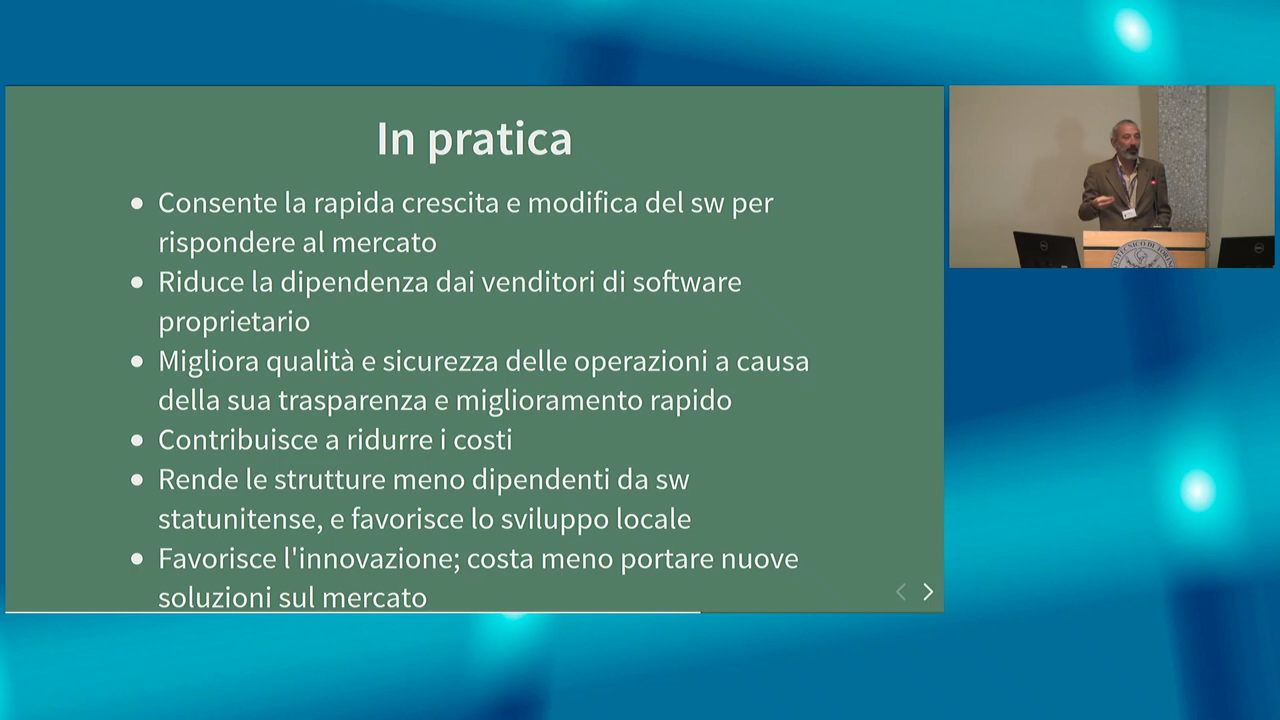 In pratica
Consente la rapida crescita e modifica del sw per
rispondere al mercato
Riduce la dipendenza dai venditori di software
proprietario
Migliora qualità e sicurezza delle operazioni a causa
della sua trasparenza e miglioramento rapido
Contribuisce a ridurre i costi
Rende le strutture meno dipendenti da sw
statunitense, e favorisce lo sviluppo locale
Favorisce l'innovazione; costa meno portare nuove
soluzioni sul mercato